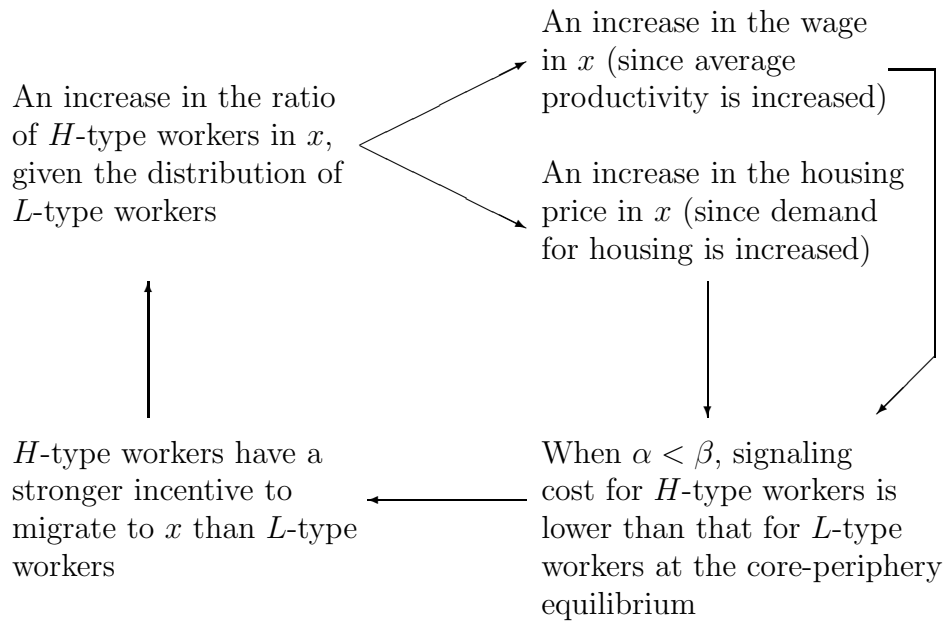 An increase in the ratio
of H-type workers in x,
given the distribution of
L-type workers
An increase in the wage
in x (since average
productivity is increased)
An increase in the housing
price in x (since demand
for housing is increased)
When α < β, signaling
cost for H-type workers is
lower than that for L-type
workers at the core-periphery
equilibrium
H-type workers have a
stronger incentive to
migrate to x than L-type
workers